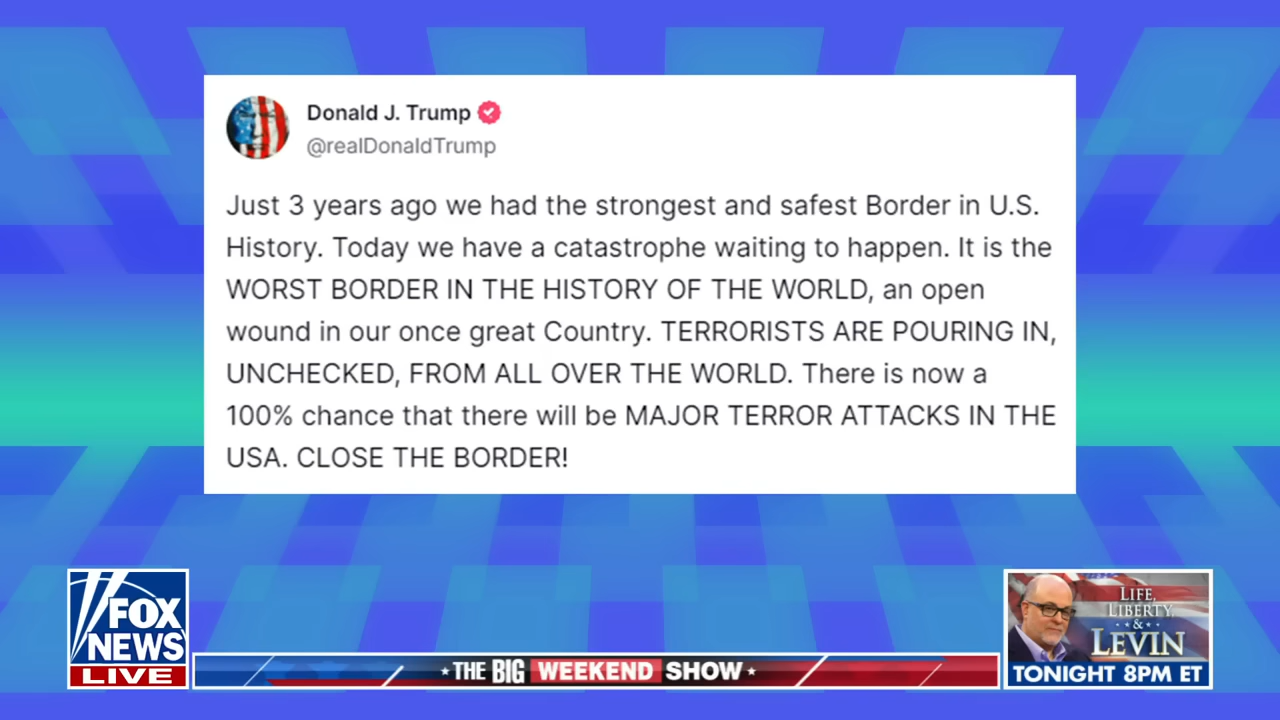 Donald J. Trump
@realDonaldTrump
Just 3 years ago we had the strongest and safest Border in U.S.
History. Today we have a catastrophe waiting to happen. It is the
WORST BORDER IN THE HISTORY OF THE WORLD, an open
wound in our once great Country. TERRORISTS ARE POURING IN,
UNCHECKED, FROM ALL OVER THE WORLD. There is now a
100% chance that there will be MAJOR TERROR ATTACKS IN THE
USA. CLOSE THE BORDER!
FOX
NEWS
LIVE
THE BIG WEEKEND SHOW
LIFE,
LIBERTY,
&
LEVIN
TONIGHT 8PM ET